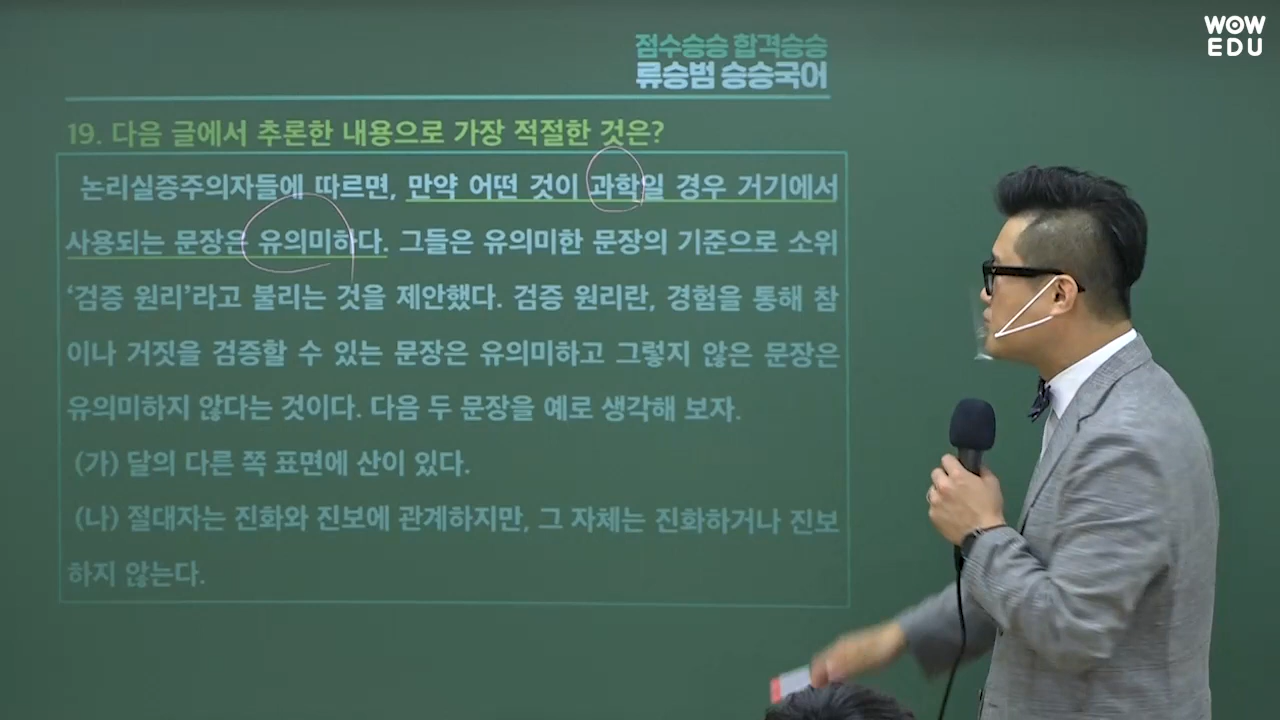 WOW
EDU
점수승승 합격승승
류승범 승승국어
19. 다음 글에서 추론한 내용으로 가장 적절한 것은?
논리실증주의자들에 따르면, 만약 어떤 것이 과학일 경우 거기에서
사용되는 문장은 유의미하다. 그들은 유의미한 문장의 기준으로 소위
‘검증 원리’라고 불리는 것을 제안했다. 검증 원리란, 경험을 통해 참
이나 거짓을 검증할 수 있는 문장은 유의미하고 그렇지 않은 문장은
유의미하지 않다는 것이다. 다음 두 문장을 예로 생각해 보자.
(가) 달의 다른 쪽 표면에 산이 있다.
(나) 절대자는 진화와 진보에 관계하지만, 그 자체는 진화하거나 진보
하지 않는다.